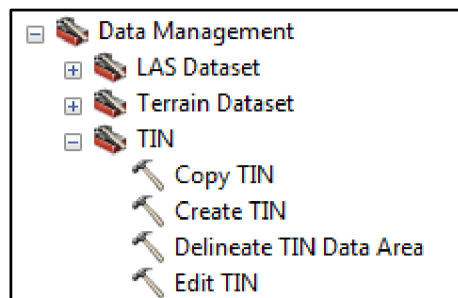 Data Management
LAS Dataset
Terrain Dataset
TIN
Copy TIN
Create TIN
Delineate TIN Data Area
Edit TIN